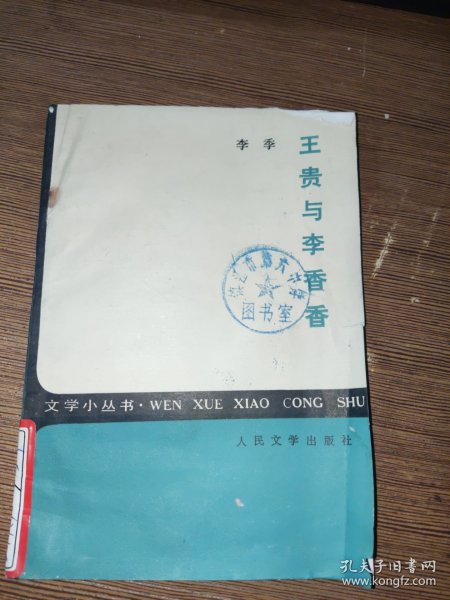 王贵与李香香
李季
图书室
文学小丛书·WEN XUE XIAO CONG SHU
人民文学出版社
孔夫子旧书网
www.kongfz.com